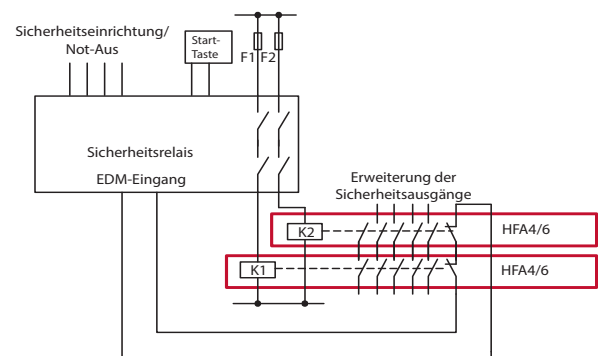 Sicherheitseinrichtung/
Not-Aus
Start-
Taste
F1
F2
Sicherheitsrelais
EDM-Eingang
Erweiterung der
Sicherheitsausgänge
K2
HFA4/6
K1
HFA4/6